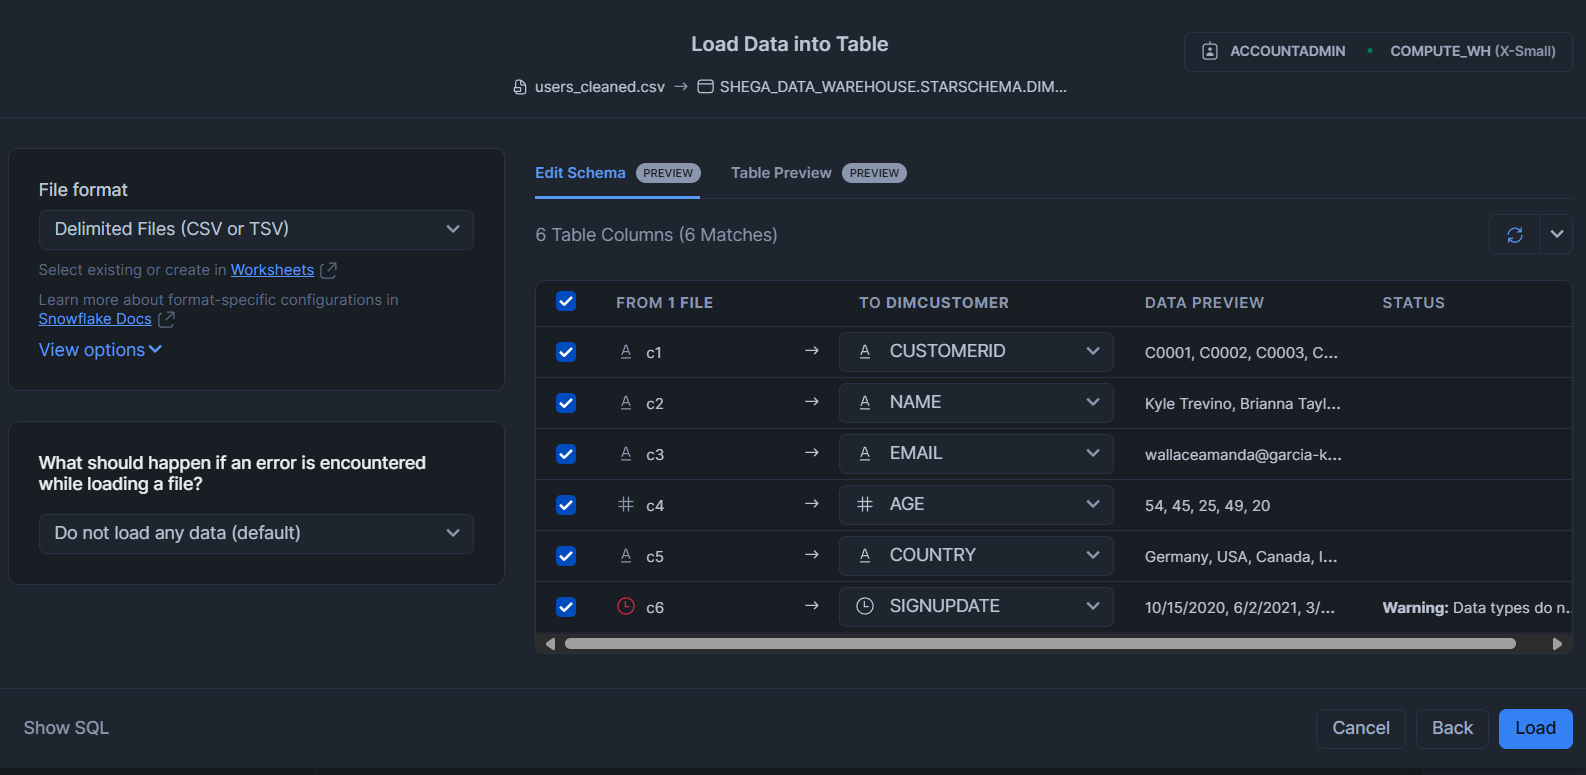 Load Data into Table
ACCOUNTADMIN • COMPUTE_WH (X-Small)
users_cleaned.csv → SHEGA_DATA_WAREHOUSE.STARSCHEMA.DIM...
File format
Delimited Files (CSV or TSV)
Select existing or create in Worksheets
Learn more about format-specific configurations in
Snowflake Docs
View options
What should happen if an error is encountered
while loading a file?
Do not load any data (default)
Edit Schema PREVIEW Table Preview PREVIEW
6 Table Columns (6 Matches)
FROM 1 FILE TO DIMCUSTOMER DATA PREVIEW STATUS
A c1 → A CUSTOMERID C0001, C0002, C0003, C...
A c2 → A NAME Kyle Trevino, Brianna Tayl...
A c3 → A EMAIL wallaceamanda@garcia-k...
# c4 → # AGE 54, 45, 25, 49, 20
A c5 → A COUNTRY Germany, USA, Canada, I...
c6 → SIGNUPDATE 10/15/2020, 6/2/2021, 3/... Warning: Data types do n..
Show SQL
Cancel Back Load